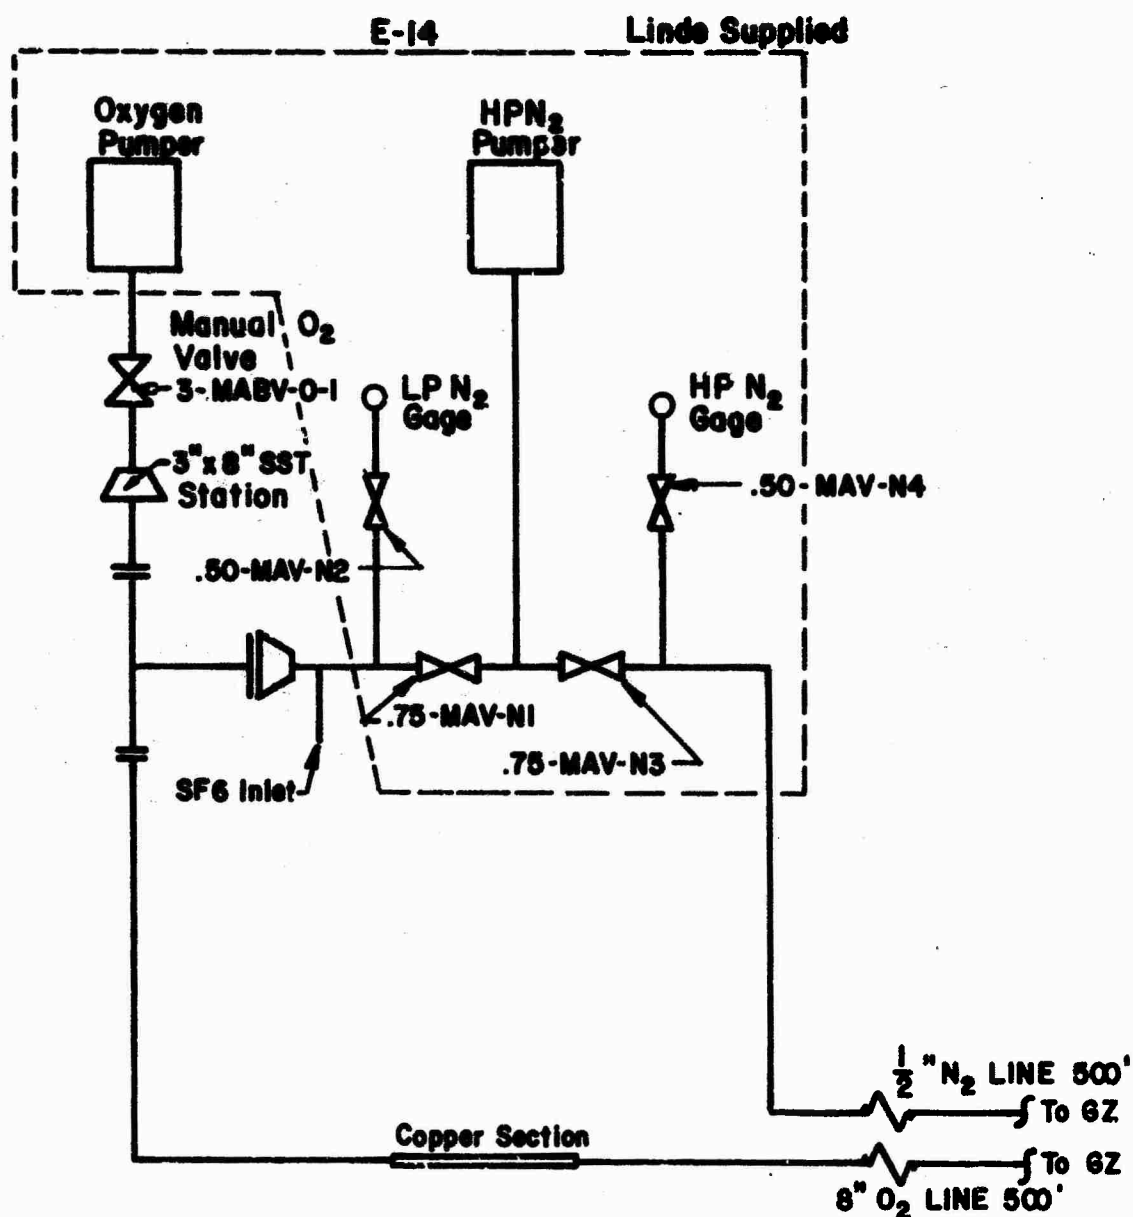 E-14
Linde Supplied
Oxygen
Pumper
HPN₂
Pumper
Manual O₂
Valve
3-MABV-O-1
LP N₂
Gage
HP N₂
Gage
3"x 8" SST
Station
.50-MAV-N4
.50-MAV-N2
.75-MAV-N1
.75-MAV-N3
SF6 Inlet
1/2" N₂ LINE 500'
To GZ
Copper Section
To GZ
8" O₂ LINE 500'